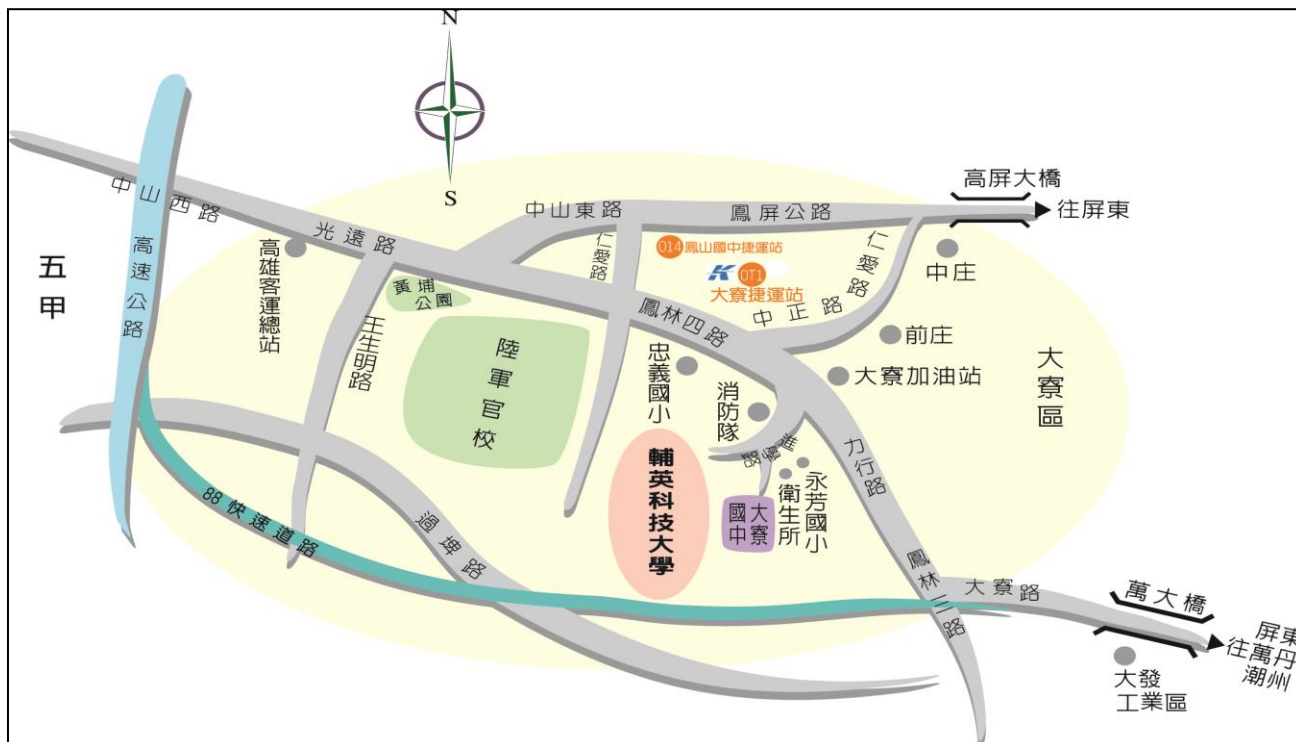 N
S
中山西路
光遠路
中山東路
鳳屏公路
高屏大橋
往屏東
五甲
高速公路
高雄客運總站
黃埔
公園
仁愛路
O14 鳳山國中捷運站
K OT1
大寮捷運站
仁愛路
中正路
中庄
前庄
大寮加油站
大寮區
王生明路
陸軍官校
鳳林四路
忠義國小
消防隊
進學路
輔英科技大學
大寮
國中
衛生所
永芳國小
力行路
88快速道路
過埤路
鳳林三路
大寮路
萬大橋
屏東
往萬丹
潮州
大發
工業區